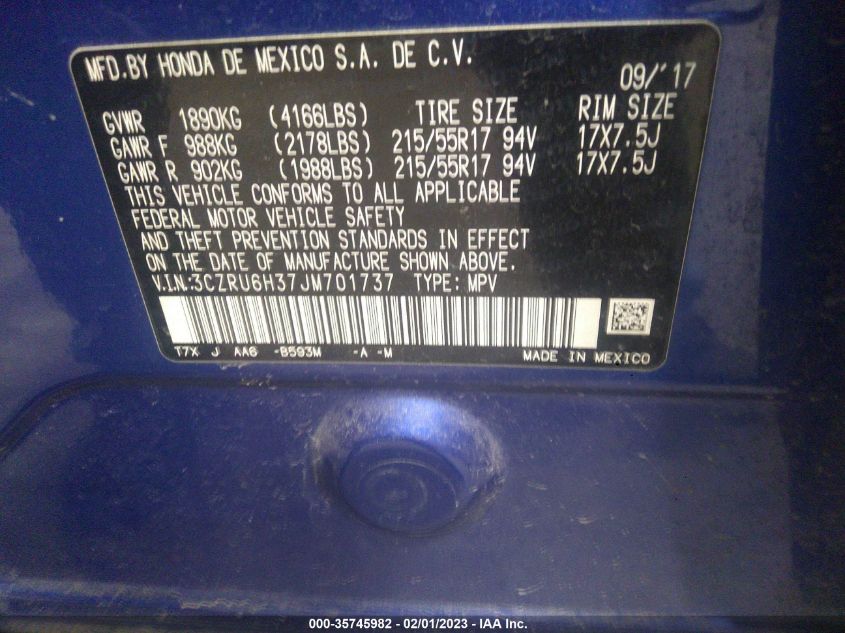 MFD.BY HONDA DE MEXICO S.A. DE C.V.
09/'17
GVWR 1890KG (4166LBS) TIRE SIZE RIM SIZE
GAWR F 988KG (2178LBS) 215/55R17 94V 17X7.5J
GAWR R 902KG (1988LBS) 215/55R17 94V 17X7.5J
THIS VEHICLE CONFORMS TO ALL APPLICABLE
FEDERAL MOTOR VEHICLE SAFETY
AND THEFT PREVENTION STANDARDS IN EFFECT
ON THE DATE OF MANUFACTURE SHOWN ABOVE.
V.I.N.:3CZRU6H37JM701737 TYPE: MPV
T7X J AA6 -B593M -A -M MADE IN MEXICO
000-35745982 - 02/01/2023 - IAA Inc.